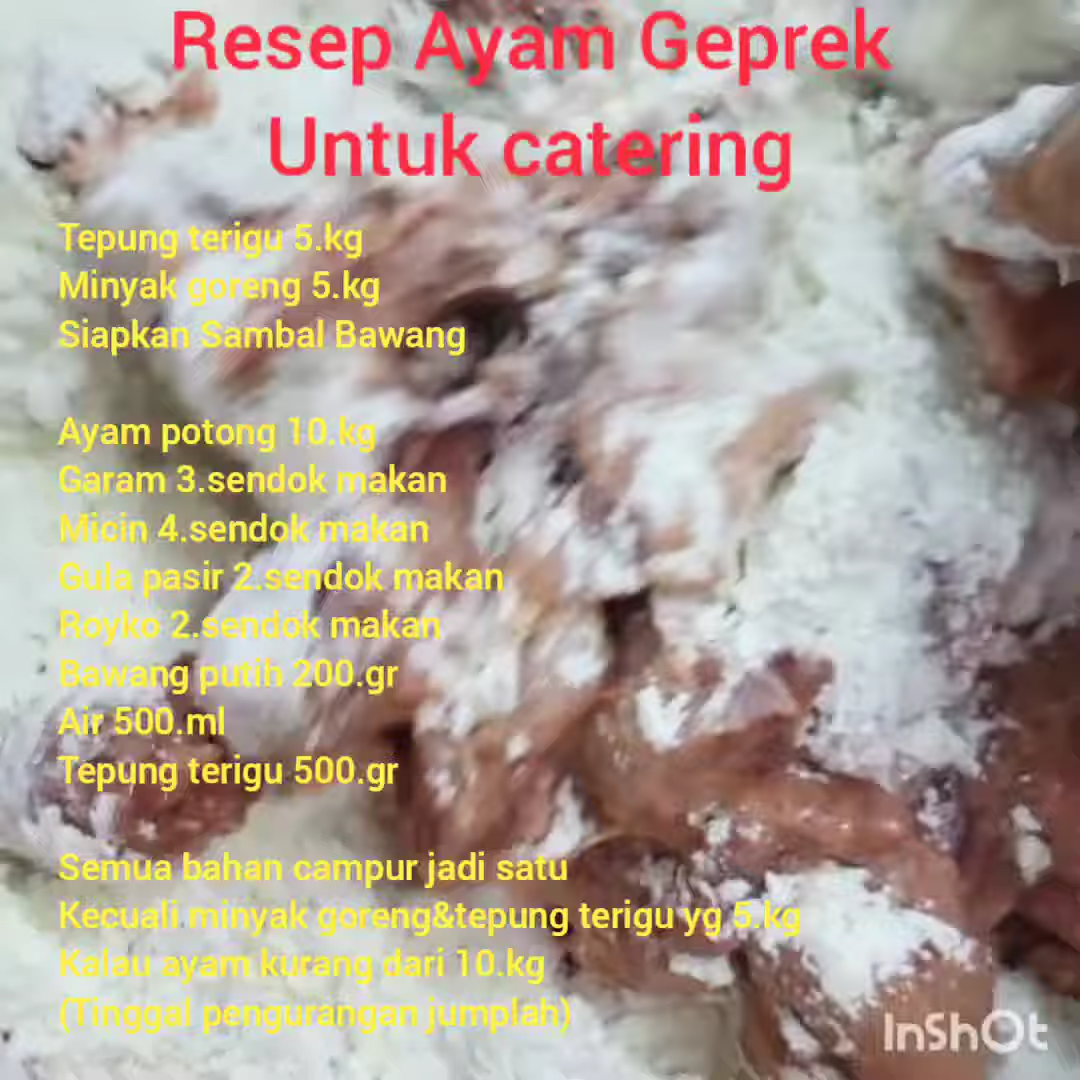 Resep Ayam Geprek
Untuk catering
Tepung terigu 5.kg
Minyak goreng 5.kg
Siapkan Sambal Bawang
Ayam potong 10.kg
Garam 3.sendok makan
Micin 4.sendok makan
Gula pasir 2.sendok makan
Royko 2.sendok makan
Bawang putih 200.gr
Air 500.ml
Tepung terigu 500.gr
Semua bahan campur jadi satu
Kecuali minyak goreng&tepung terigu yg 5.kg
Kalau ayam kurang dari 10.kg
(Tinggal pengurangan jumplah)
InShOt